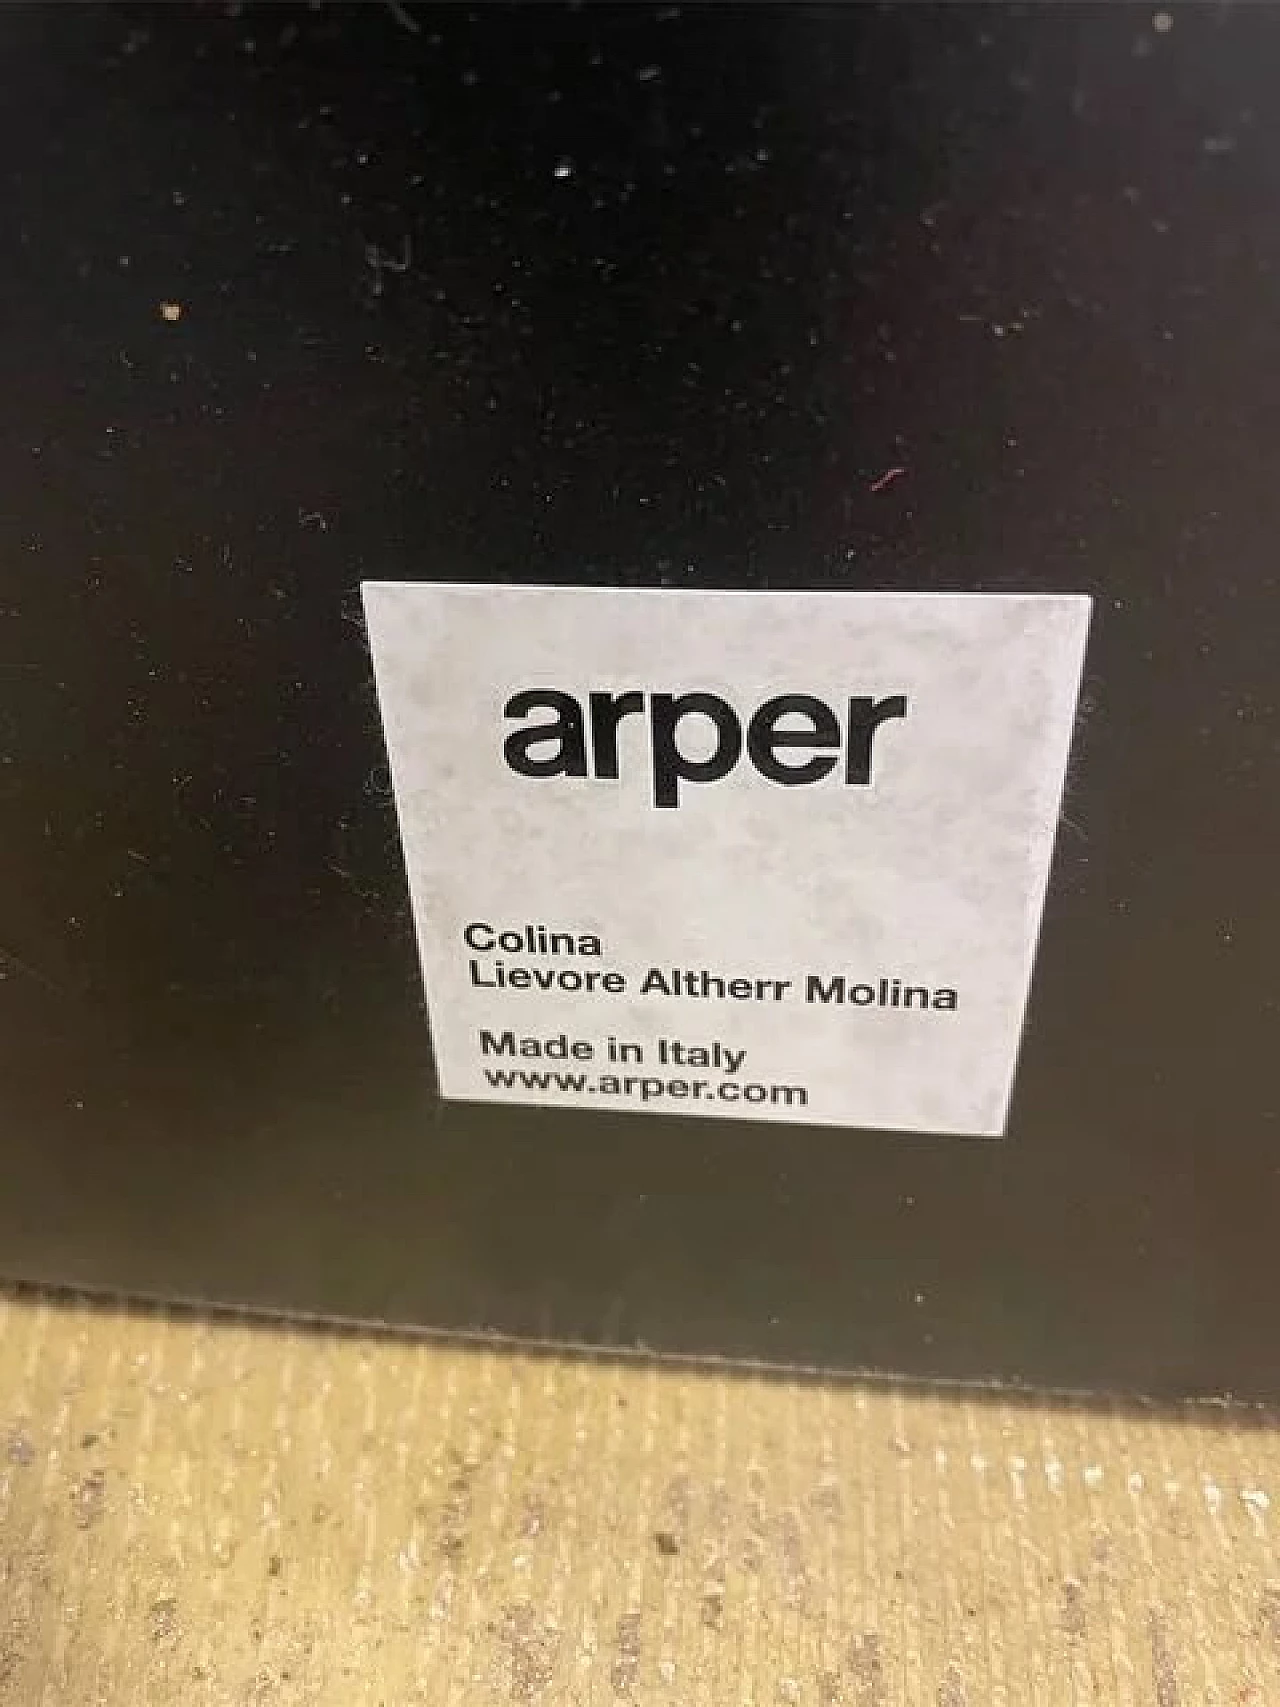 arper
Colina
Lievore Altherr Molina
Made in Italy
www.arper.com